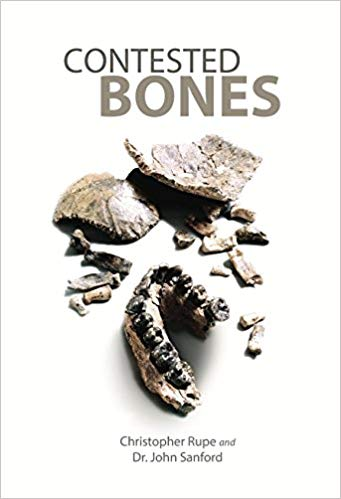 CONTESTED
BONES
Christopher Rupe and
Dr. John Sanford